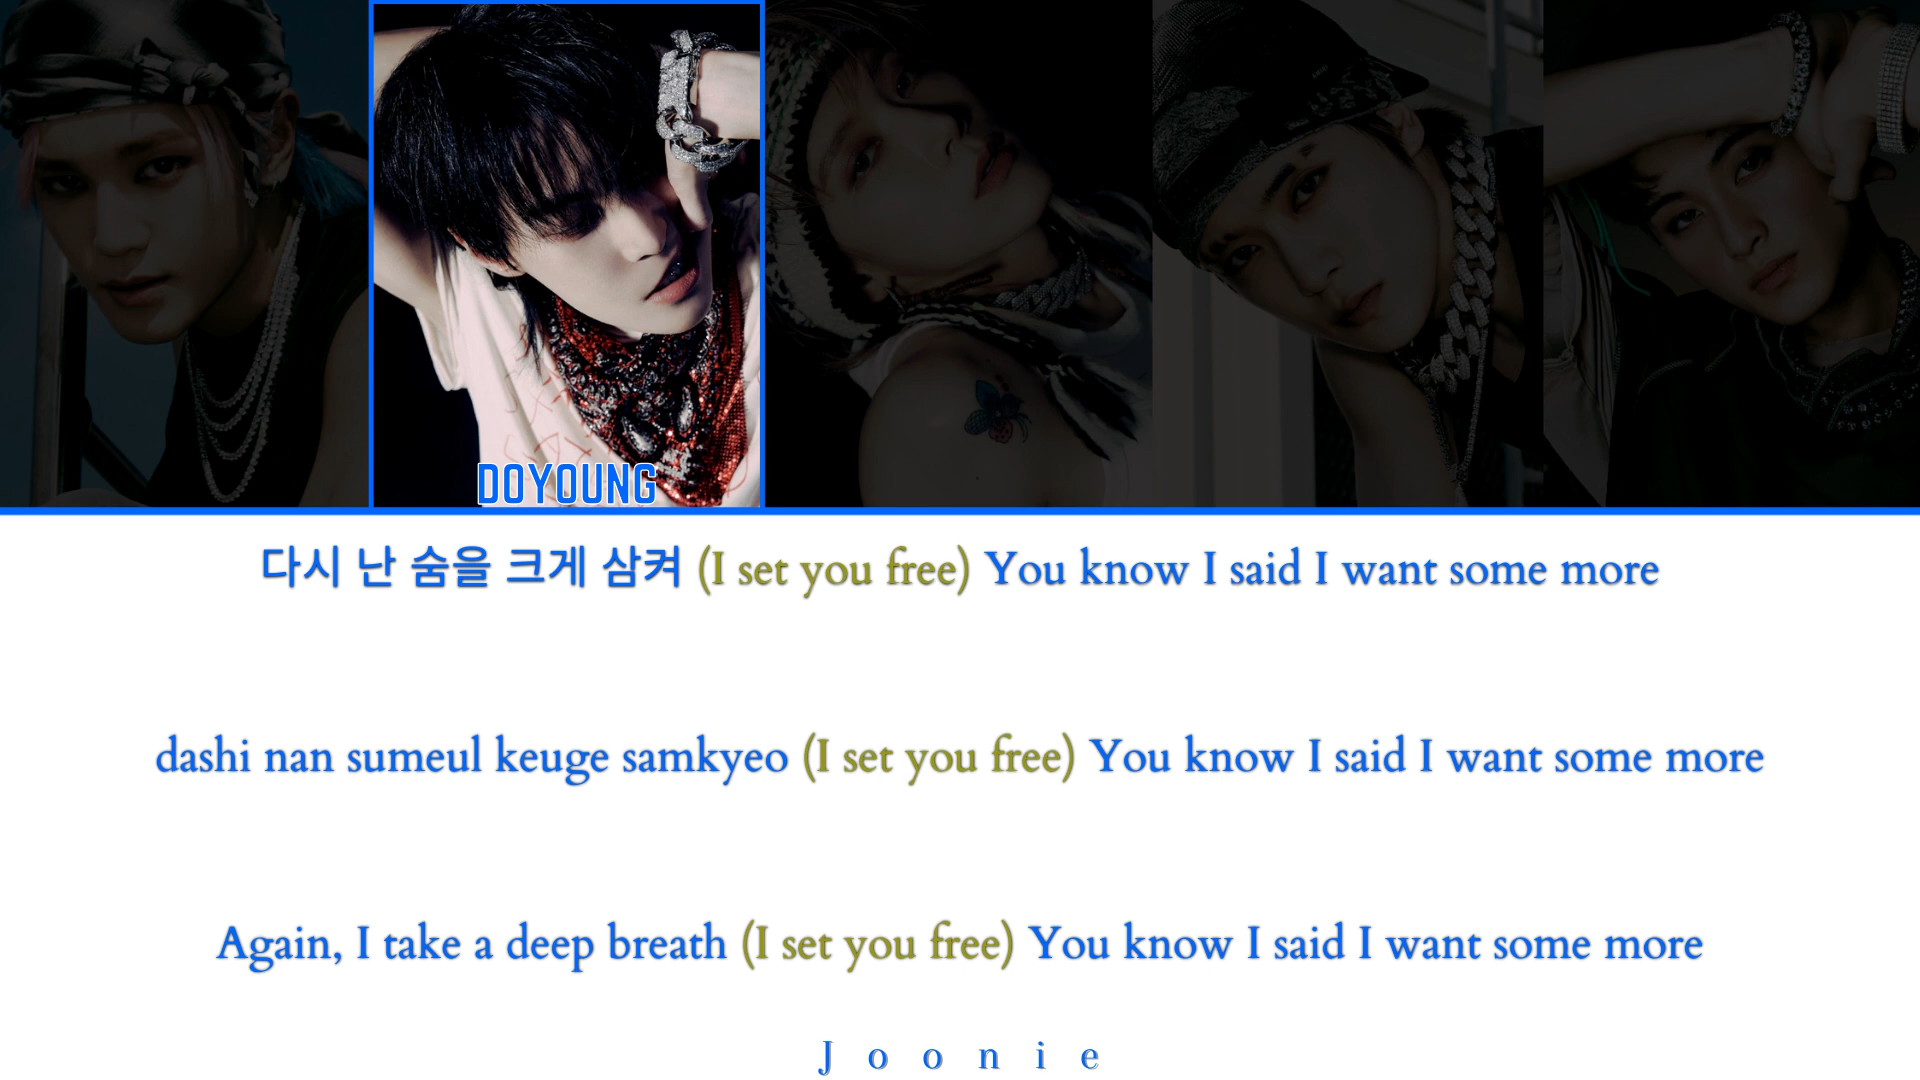 DOYOUNG
다시 난 숨을 크게 삼켜 (I set you free) You know I said I want some more
dashi nan sumeul keuge samkyeo (I set you free) You know I said I want some more
Again, I take a deep breath (I set you free) You know I said I want some more
Joonie